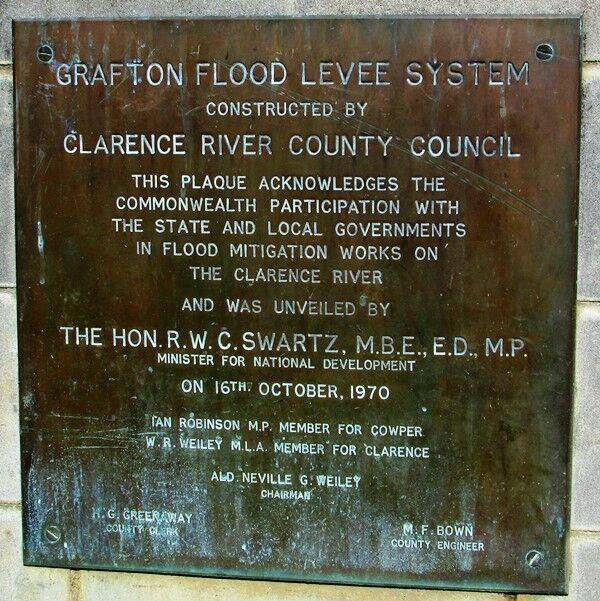 GRAFTON FLOOD LEVEE SYSTEM
CONSTRUCTED BY
CLARENCE RIVER COUNTY COUNCIL
THIS PLAQUE ACKNOWLEDGES THE
COMMONWEALTH PARTICIPATION WITH
THE STATE AND LOCAL GOVERNMENTS
IN FLOOD MITIGATION WORKS ON
THE CLARENCE RIVER
AND WAS UNVEILED BY
THE HON. R.W.C. SWARTZ, M.B.E., E.D., M.P.
MINISTER FOR NATIONAL DEVELOPMENT
ON 16TH. OCTOBER, 1970
IAN ROBINSON M.P. MEMBER FOR COWPER
W.R. WEILEY M.L.A. MEMBER FOR CLARENCE
ALD. NEVILLE G. WEILEY
CHAIRMAN
H.G. GREENAWAY
COUNTY CLERK
M.F. BOWN
COUNTY ENGINEER